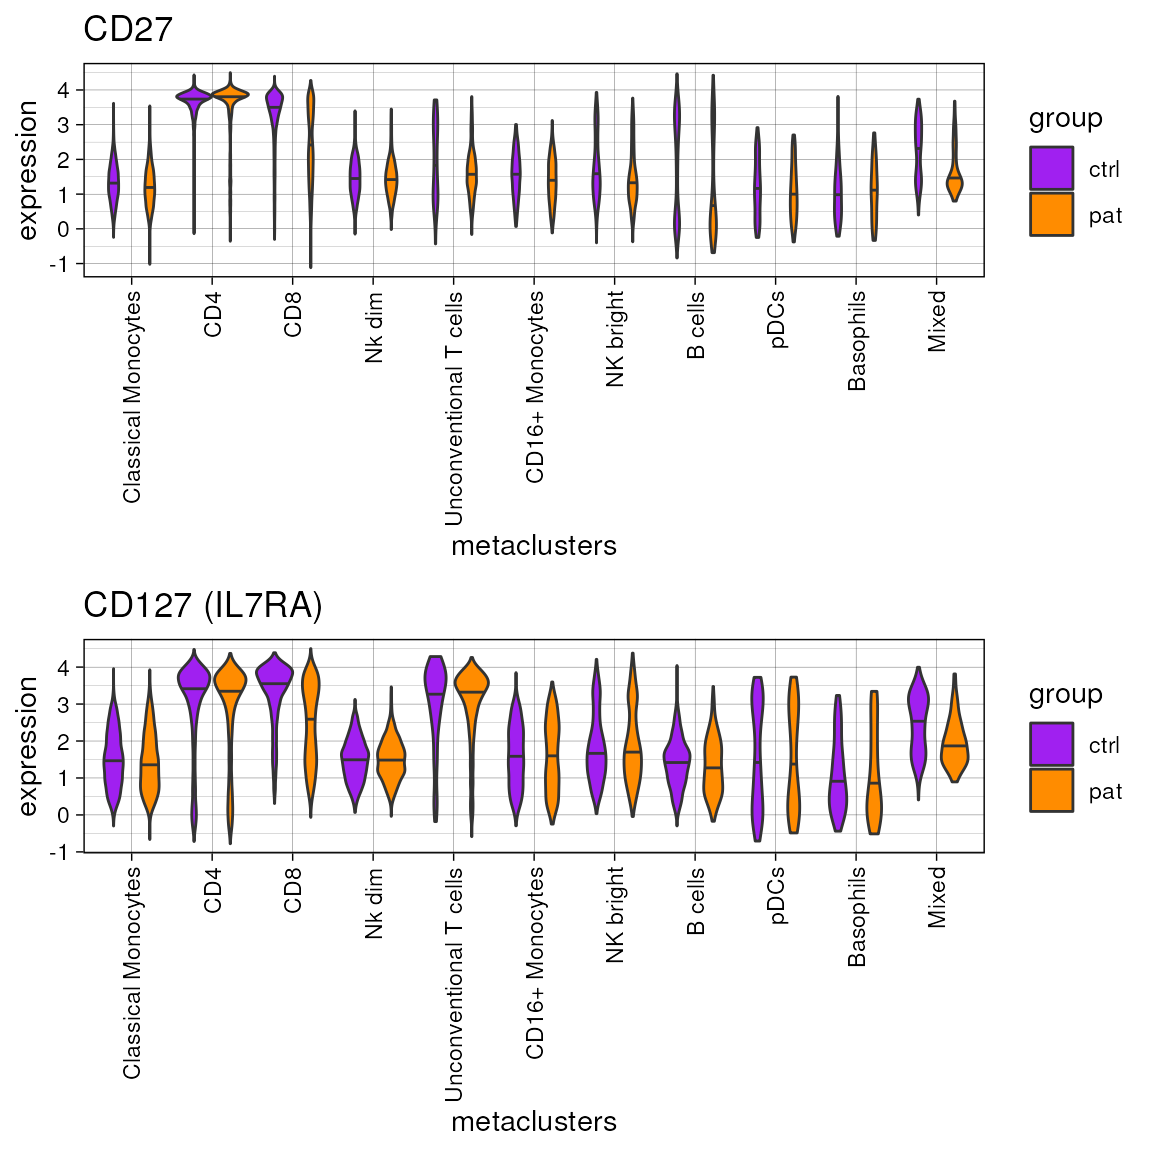 CD27
expression
4
3
2
1
0
-1
Classical Monocytes
CD4
CD8
Nk dim
Unconventional T cells
CD16+ Monocytes
NK bright
B cells
pDCs
Basophils
Mixed
metaclusters
group
ctrl
pat
CD127 (IL7RA)
expression
4
3
2
1
0
-1
Classical Monocytes
CD4
CD8
Nk dim
Unconventional T cells
CD16+ Monocytes
NK bright
B cells
pDCs
Basophils
Mixed
metaclusters
group
ctrl
pat